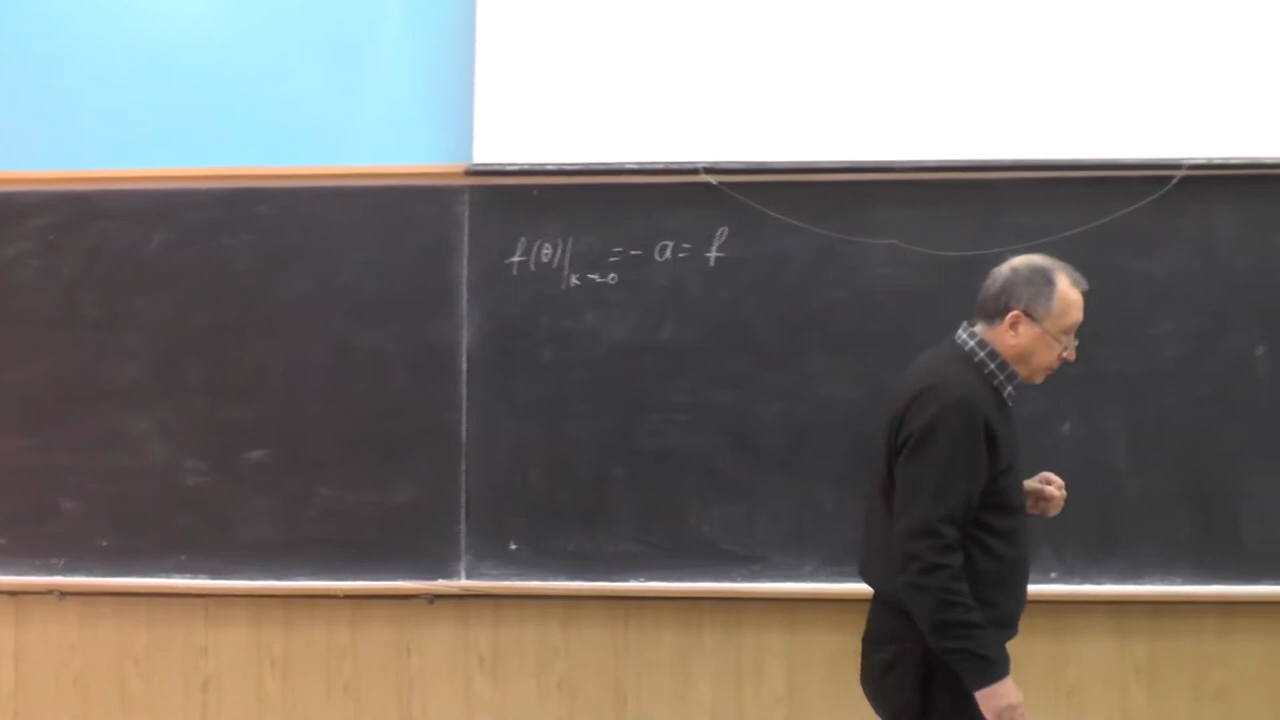 f(θ)|ₖ→₀ = - a = f